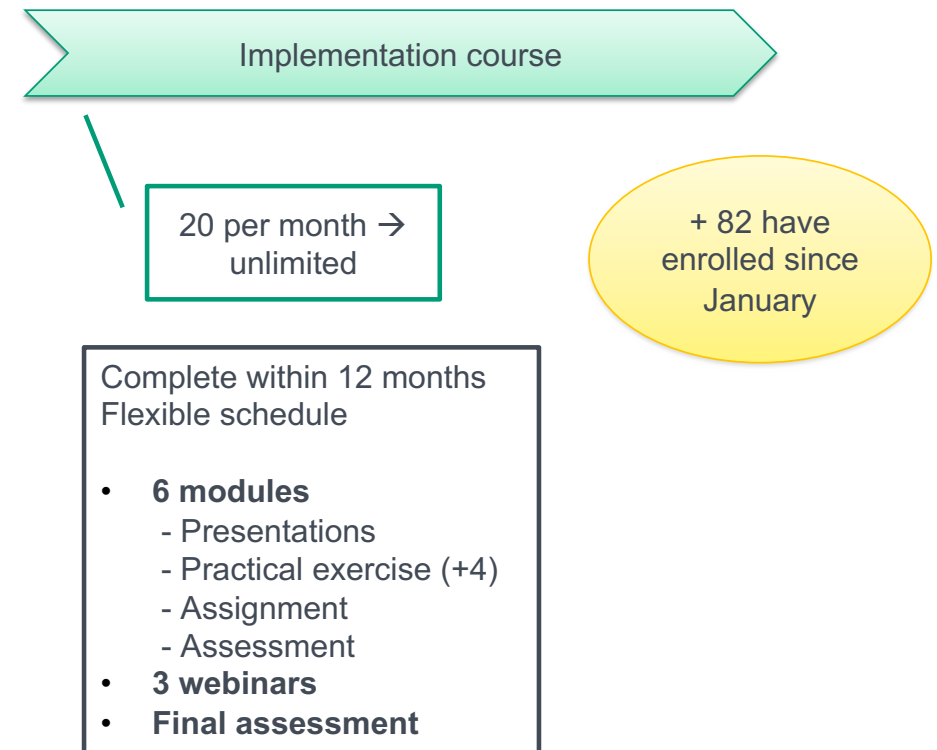 Implementation course
20 per month →
unlimited
+ 82 have
enrolled since
January
Complete within 12 months
Flexible schedule
• 6 modules
- Presentations
- Practical exercise (+4)
- Assignment
- Assessment
• 3 webinars
• Final assessment